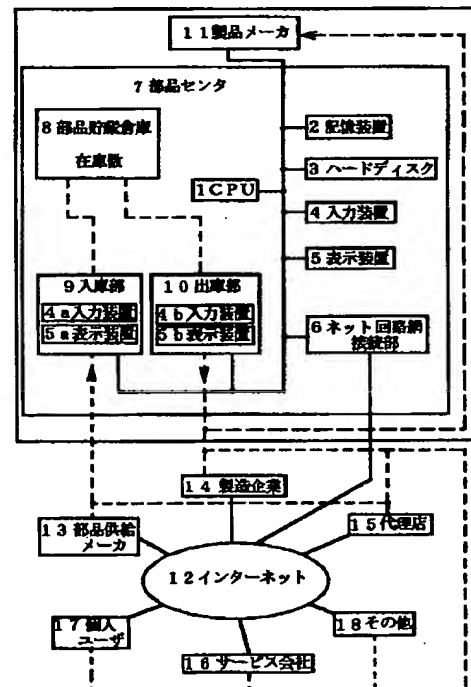 11製品メーカ
7部品センタ
8部品貯蔵倉庫
在庫数
2記憶装置
3ハードディスク
1CPU
4入力装置
5表示装置
9入庫部
4a入力装置
5a表示装置
10出庫部
4b入力装置
5b表示装置
6ネット回路網
接続部
14製造企業
13部品供給
メーカ
15代理店
12インターネット
17個人
ユーザ
18その他
16サービス会社